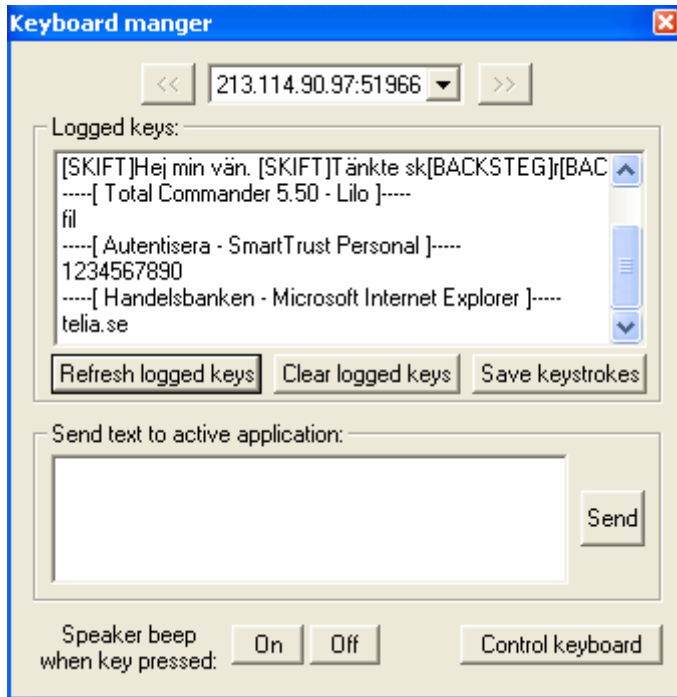 Keyboard manger
<< 213.114.90.97:51966 >>
Logged keys:
[SKIFT]Hej min vän. [SKIFT]Tänkte sk[BACKSTEG]r[BAC
-----[ Total Commander 5.50 - Lilo ]-----
fil
-----[ Autentisera - SmartTrust Personal ]-----
1234567890
-----[ Handelsbanken - Microsoft Internet Explorer ]-----
telia.se
Refresh logged keys Clear logged keys Save keystrokes
Send text to active application:
Send
Speaker beep
when key pressed:
On Off Control keyboard